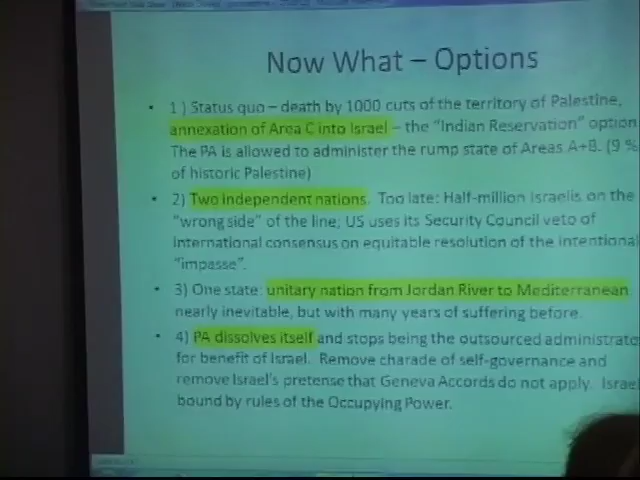 Now What – Options
• 1 ) Status quo – death by 1000 cuts of the territory of Palestine,
annexation of Area C into Israel – the "Indian Reservation" option
The PA is allowed to administer the rump state of Areas A+B. (9 %
of historic Palestine)
• 2) Two independent nations. Too late: Half-million Israelis on the
"wrong side" of the line; US uses its Security Council veto of
international consensus on equitable resolution of the intentional
"impasse".
• 3) One state: unitary nation from Jordan River to Mediterranean
nearly inevitable, but with many years of suffering before.
• 4) PA dissolves itself and stops being the outsourced administrato
for benefit of Israel. Remove charade of self-governance and
remove Israel's pretense that Geneva Accords do not apply. Israe
bound by rules of the Occupying Power.